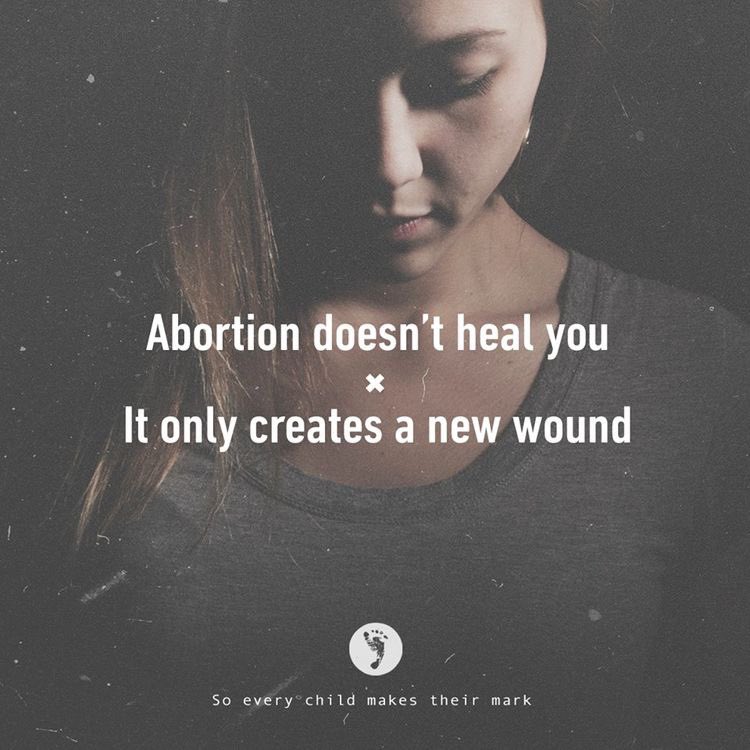 Abortion doesn't heal you
It only creates a new wound
So every child makes their mark